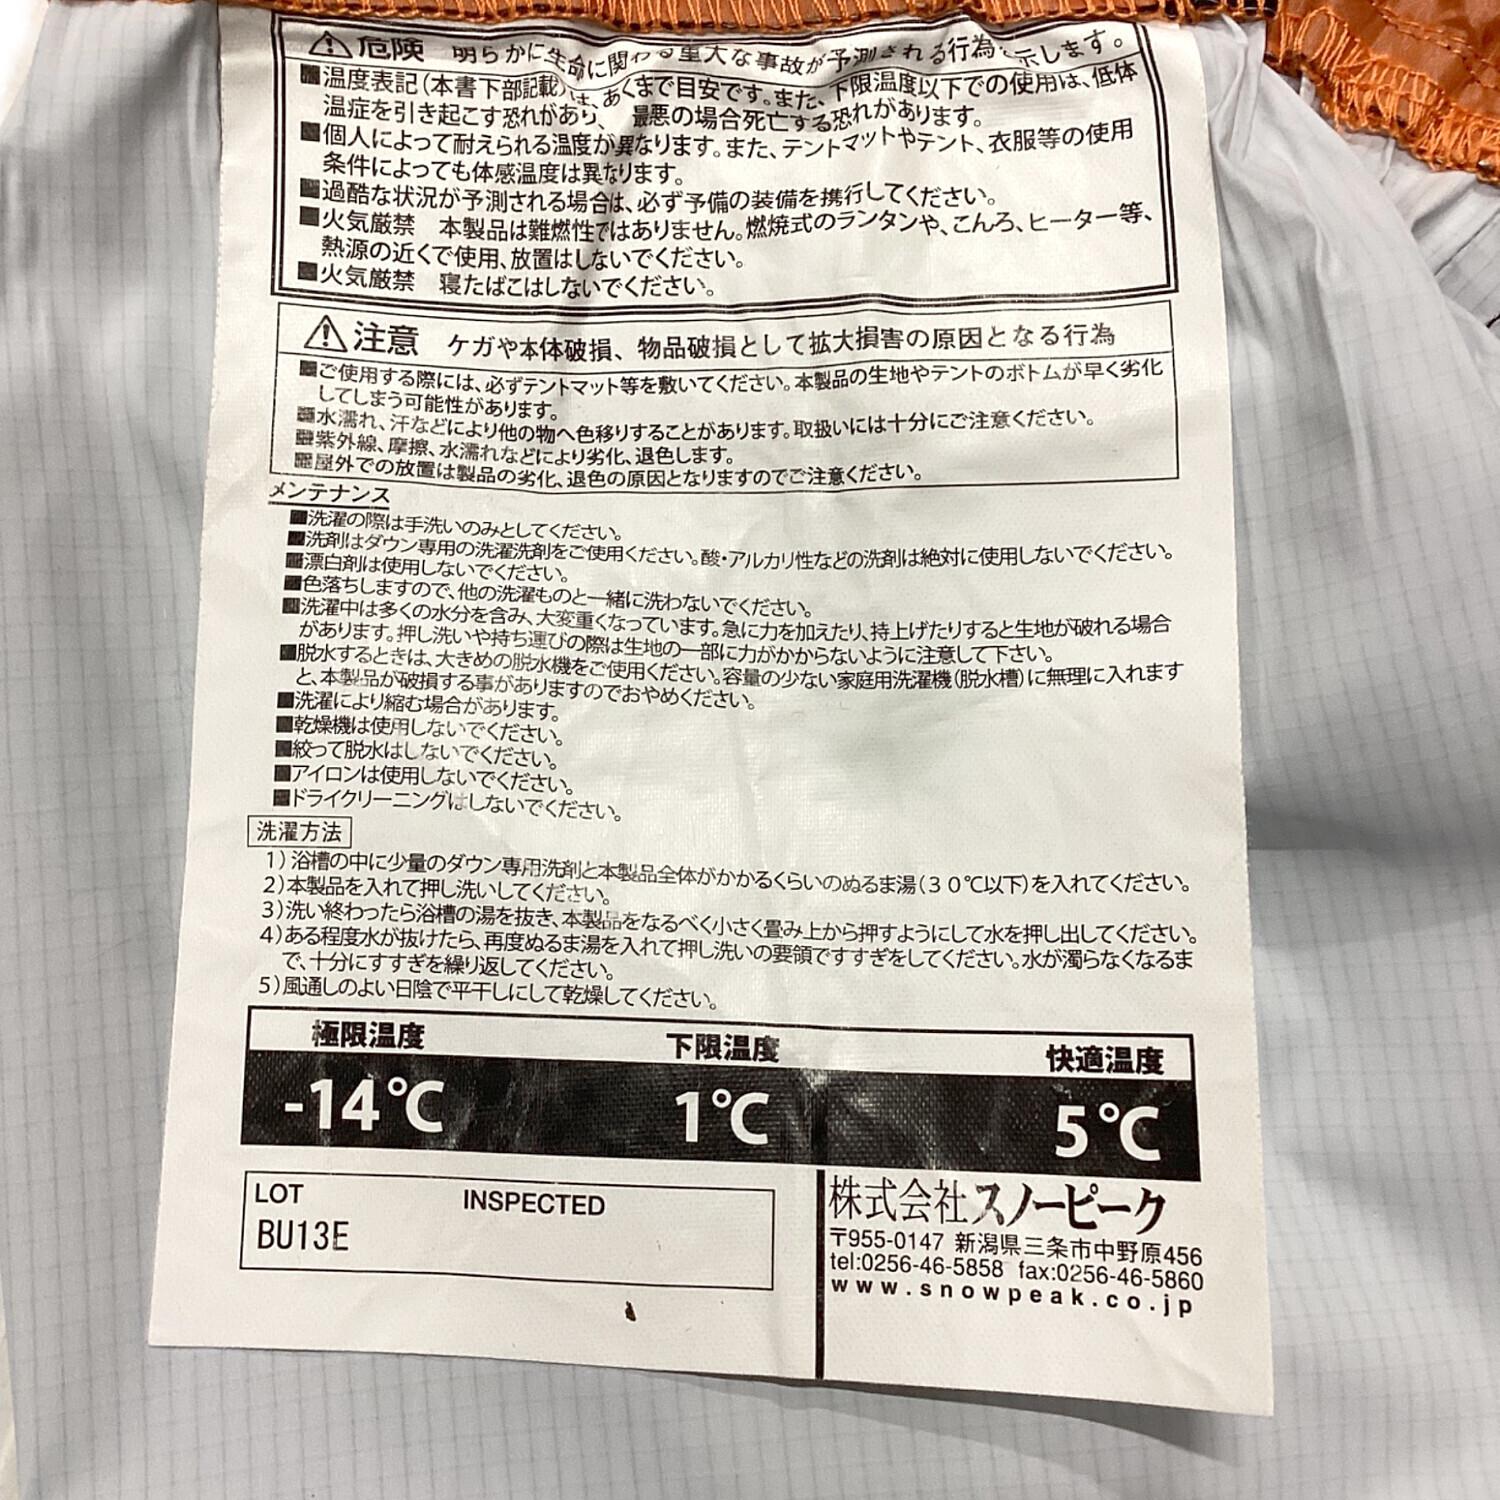 ⚠危険 明らかに生命に関わる重大な事故が予測される行為 示します。
■温度表記(本書下部記載)は、あくまで目安です。また、下限温度以下での使用は、低体
温症を引き起こす恐れがあり、最悪の場合死亡する恐れがあります。
■個人によって耐えられる温度が異なります。また、テントマットやテント、衣服等の使用
条件によっても体感温度は異なります。
■過酷な状況が予測される場合は、必ず予備の装備を携行してください。
■火気厳禁 本製品は難燃性ではありません。燃焼式のランタンや、こんろ、ヒーター等、
熱源の近くで使用、放置はしないでください。
■火気厳禁 寝たばこはしないでください。
⚠注意 ケガや本体破損、物品破損として拡大損害の原因となる行為
■ご使用する際には、必ずテントマット等を敷いてください。本製品の生地やテントのボトムが早く劣化
してしまう可能性があります。
■水濡れ、汗などにより他の物へ色移りすることがあります。取扱いには十分にご注意ください。
■紫外線、摩擦、水濡れなどにより劣化、退色します。
■屋外での放置は製品の劣化、退色の原因となりますのでご注意ください。
メンテナンス
■洗濯の際は手洗いのみとしてください。
■洗剤はダウン専用の洗濯洗剤をご使用ください。酸・アルカリ性などの洗剤は絶対に使用しないでください。
■漂白剤は使用しないでください。
■色落ちしますので、他の洗濯ものと一緒に洗わないでください。
■洗濯中は多くの水分を含み、大変重くなっています。急に力を加えたり、持上げたりすると生地が破れる場合
があります。押し洗いや持ち運びの際は生地の一部に力がかからないように注意して下さい。
■脱水するときは、大きめの脱水機をご使用ください。容量の少ない家庭用洗濯機(脱水槽)に無理に入れます
と、本製品が破損する事がありますのでおやめください。
■洗濯により縮む場合があります。
■乾燥機は使用しないでください。
■絞って脱水はしないでください。
■アイロンは使用しないでください。
■ドライクリーニングはしないでください。
洗濯方法
1)浴槽の中に少量のダウン専用洗剤と本製品全体がかかるくらいのぬるま湯(30℃以下)を入れてください。
2)本製品を入れて押し洗いしてください。
3)洗い終わったら浴槽の湯を抜き、本製品をなるべく小さく畳み上から押すようにして水を押し出してください。
4)ある程度水が抜けたら、再度ぬるま湯を入れて押し洗いの要領ですすぎをしてください。水が濁らなくなるま
で、十分にすすぎを繰り返してください。
5)風通しのよい日陰で平干しにして乾燥してください。
極限温度 下限温度 快適温度
-14℃ 1℃ 5℃
LOT INSPECTED
BU13E
株式会社スノーピーク
〒955-0147 新潟県三条市中野原456
tel:0256-46-5858 fax:0256-46-5860
www.snowpeak.co.jp